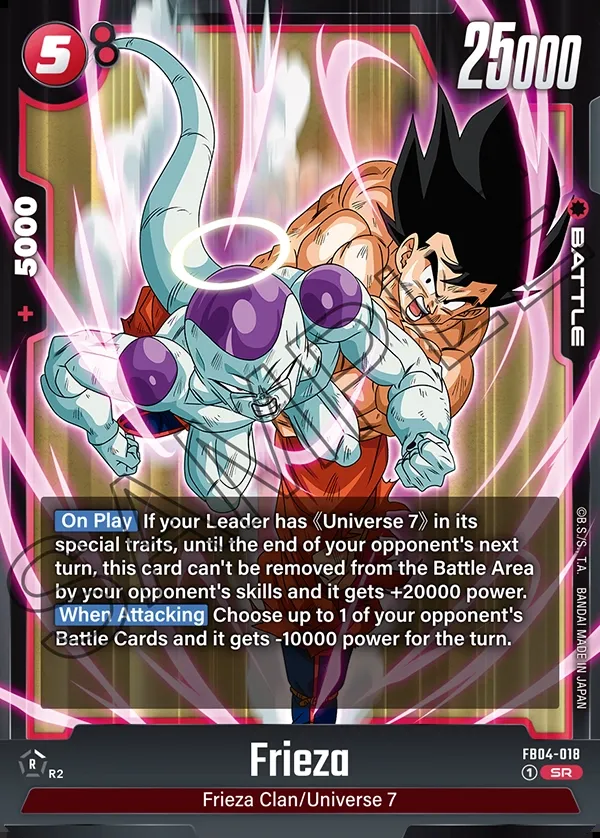 5
25000
+ 5000
BATTLE
SAMPLE
On Play If your Leader has 《Universe 7》 in its
special traits, until the end of your opponent's next
turn, this card can't be removed from the Battle Area
by your opponent's skills and it gets +20000 power.
When Attacking Choose up to 1 of your opponent's
Battle Cards and it gets -10000 power for the turn.
©B.S./S., T.A. BANDAI MADE IN JAPAN
R R2
Frieza
FB04-018
1 SR
Frieza Clan/Universe 7